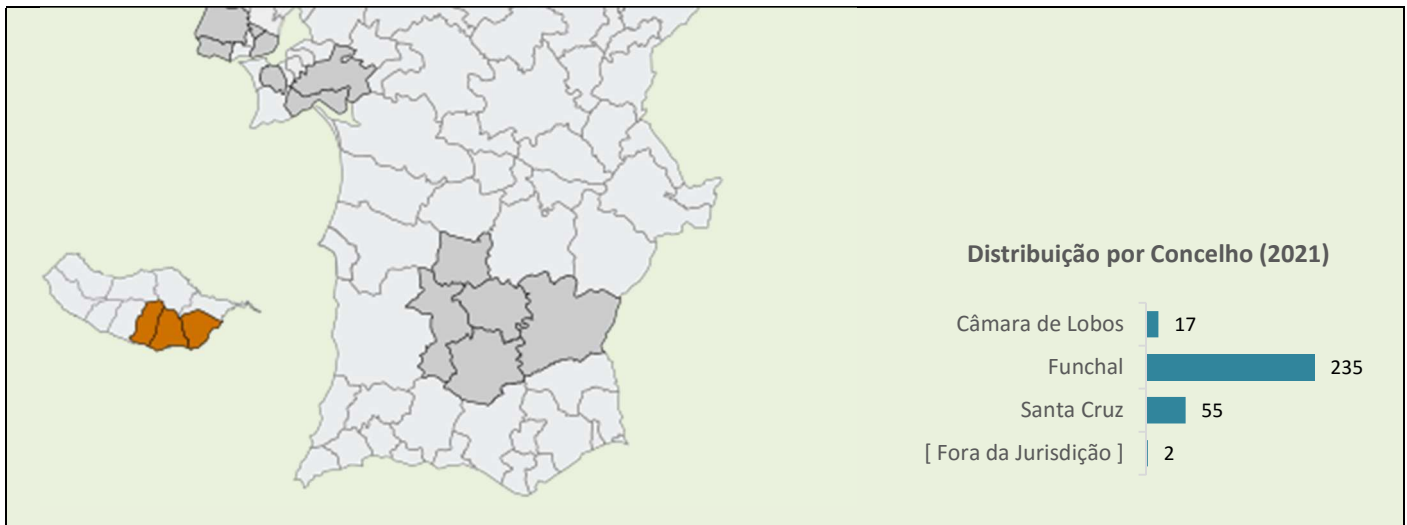 Distribuição por Concelho (2021)
Câmara de Lobos 17
Funchal 235
Santa Cruz 55
[ Fora da Jurisdição ] 2